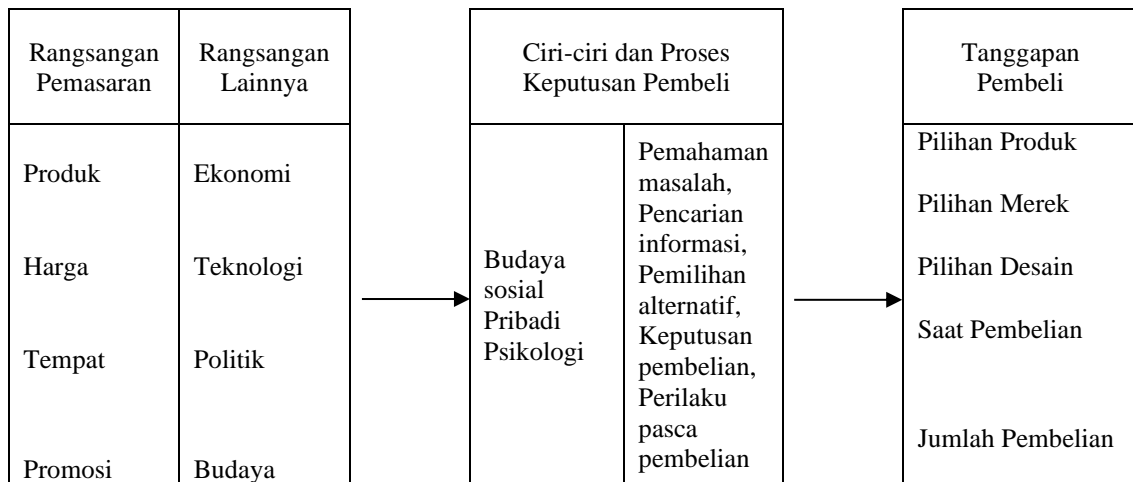 Rangsangan
Pemasaran
Rangsangan
Lainnya
Ciri-ciri dan Proses
Keputusan Pembeli
Tanggapan
Pembeli
Produk
Harga
Tempat
Promosi
Ekonomi
Teknologi
Politik
Budaya
Budaya
sosial
Pribadi
Psikologi
Pemahaman
masalah,
Pencarian
informasi,
Pemilihan
alternatif,
Keputusan
pembelian,
Perilaku
pasca
pembelian
Pilihan Produk
Pilihan Merek
Pilihan Desain
Saat Pembelian
Jumlah Pembelian